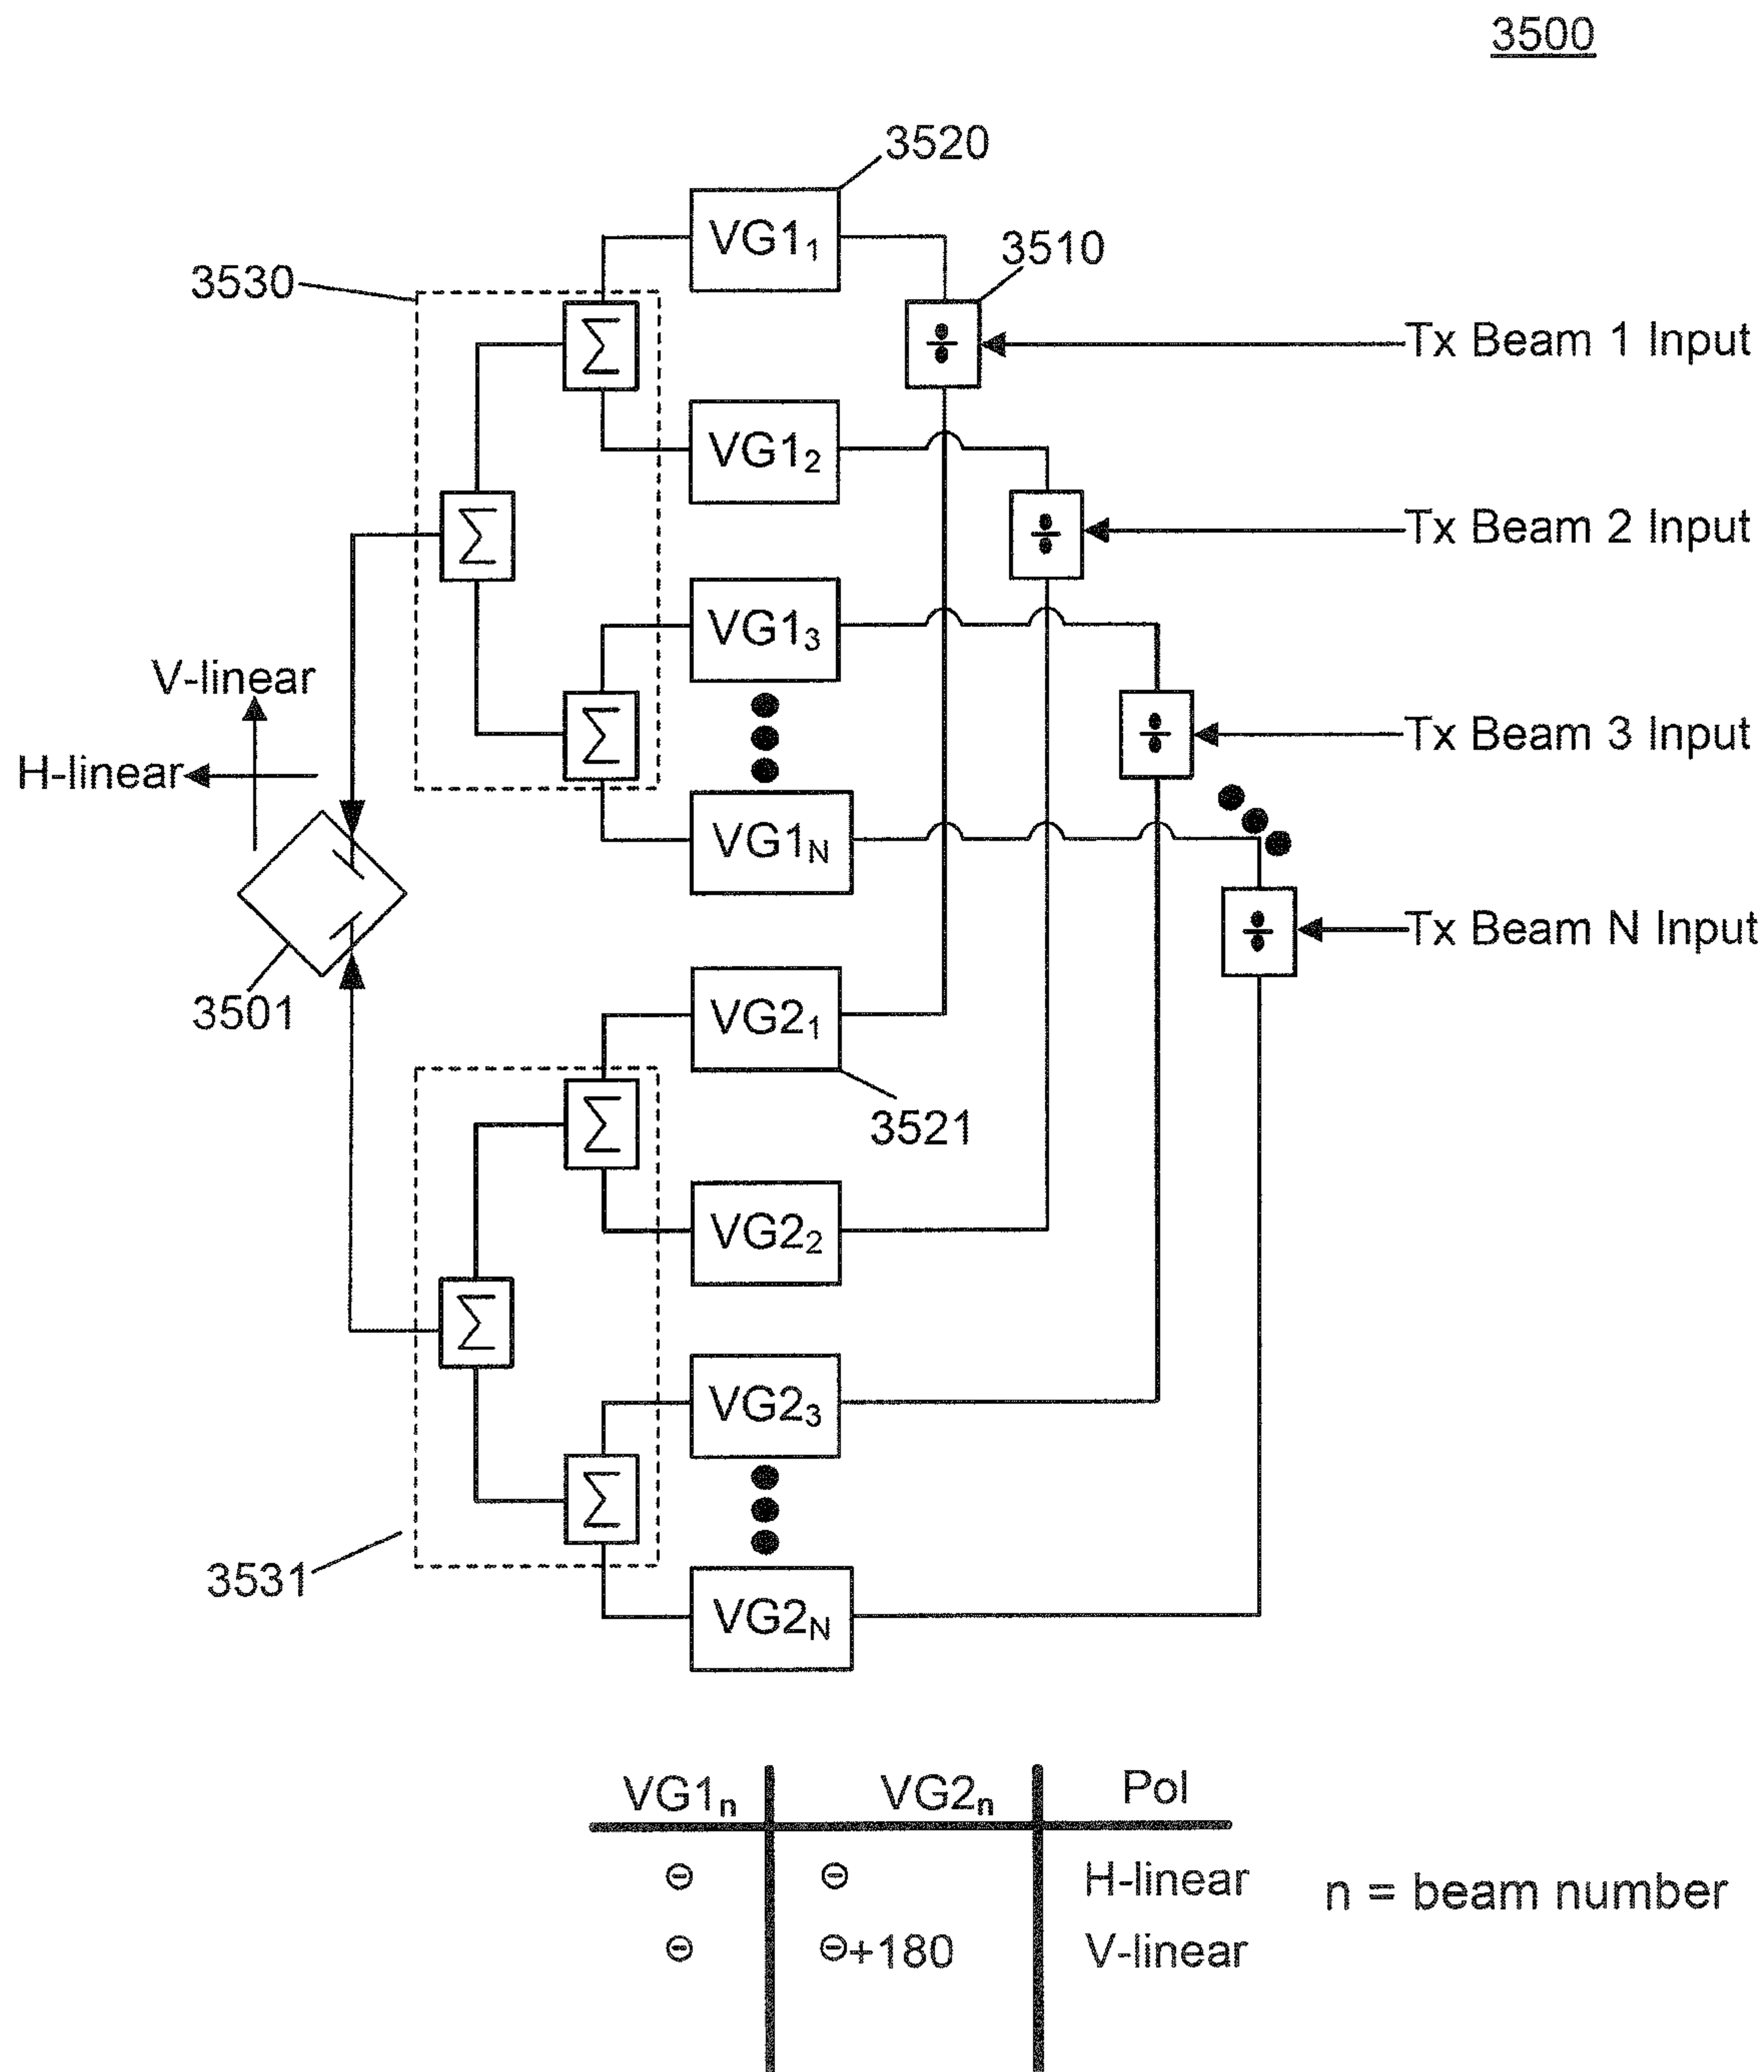 3500
3520
VG1₁
3510
3530
Σ
÷
Tx Beam 1 Input
VG1₂
Σ
÷
Tx Beam 2 Input
VG1₃
V-linear
Σ
÷
Tx Beam 3 Input
H-linear
VG1N
÷
Tx Beam N Input
3501
VG2₁
3521
Σ
VG2₂
Σ
VG2₃
Σ
3531
VG2N
VG1n VG2n Pol
Θ Θ H-linear
n = beam number
Θ Θ+180 V-linear